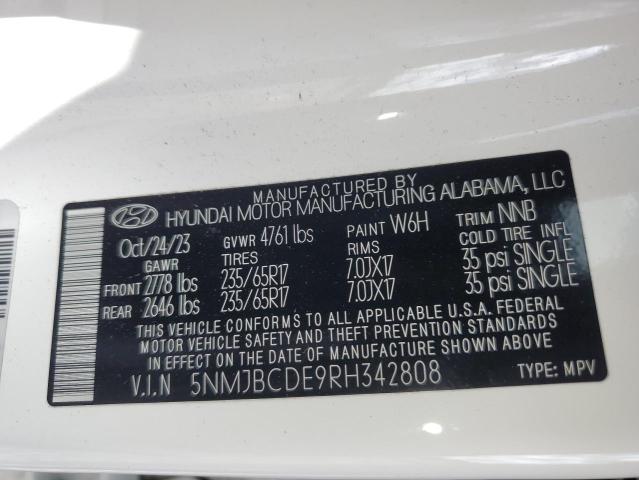 MANUFACTURED BY
HYUNDAI MOTOR MANUFACTURING ALABAMA, LLC
Oct/24/23 GVWR 4761 lbs PAINT W6H TRIM NNB
GAWR TIRES RIMS COLD TIRE INFL
FRONT 2778 lbs 235/65R17 7.0JX17 35 psi SINGLE
REAR 2646 lbs 235/65R17 7.0JX17 35 psi SINGLE
THIS VEHICLE CONFORMS TO ALL APPLICABLE U.S.A. FEDERAL
MOTOR VEHICLE SAFETY AND THEFT PREVENTION STANDARDS
IN EFFECT ON THE DATE OF MANUFACTURE SHOWN ABOVE
V.I.N 5NMJBCDE9RH342808 TYPE: MPV